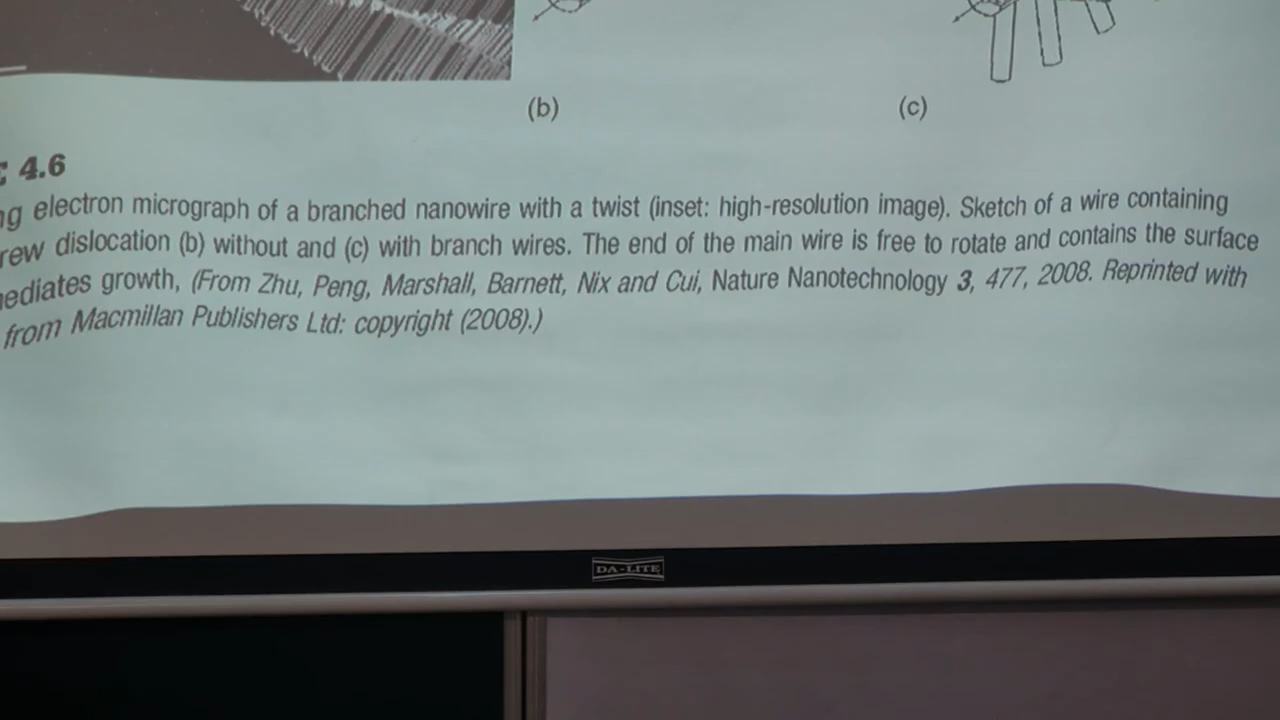 (b) (c)
4.6
electron micrograph of a branched nanowire with a twist (inset: high-resolution image). Sketch of a wire containing
dislocation (b) without and (c) with branch wires. The end of the main wire is free to rotate and contains the surface
growth, (From Zhu, Peng, Marshall, Barnett, Nix and Cui, Nature Nanotechnology 3, 477, 2008. Reprinted with
from Macmillan Publishers Ltd: copyright (2008).)
DA-LITE